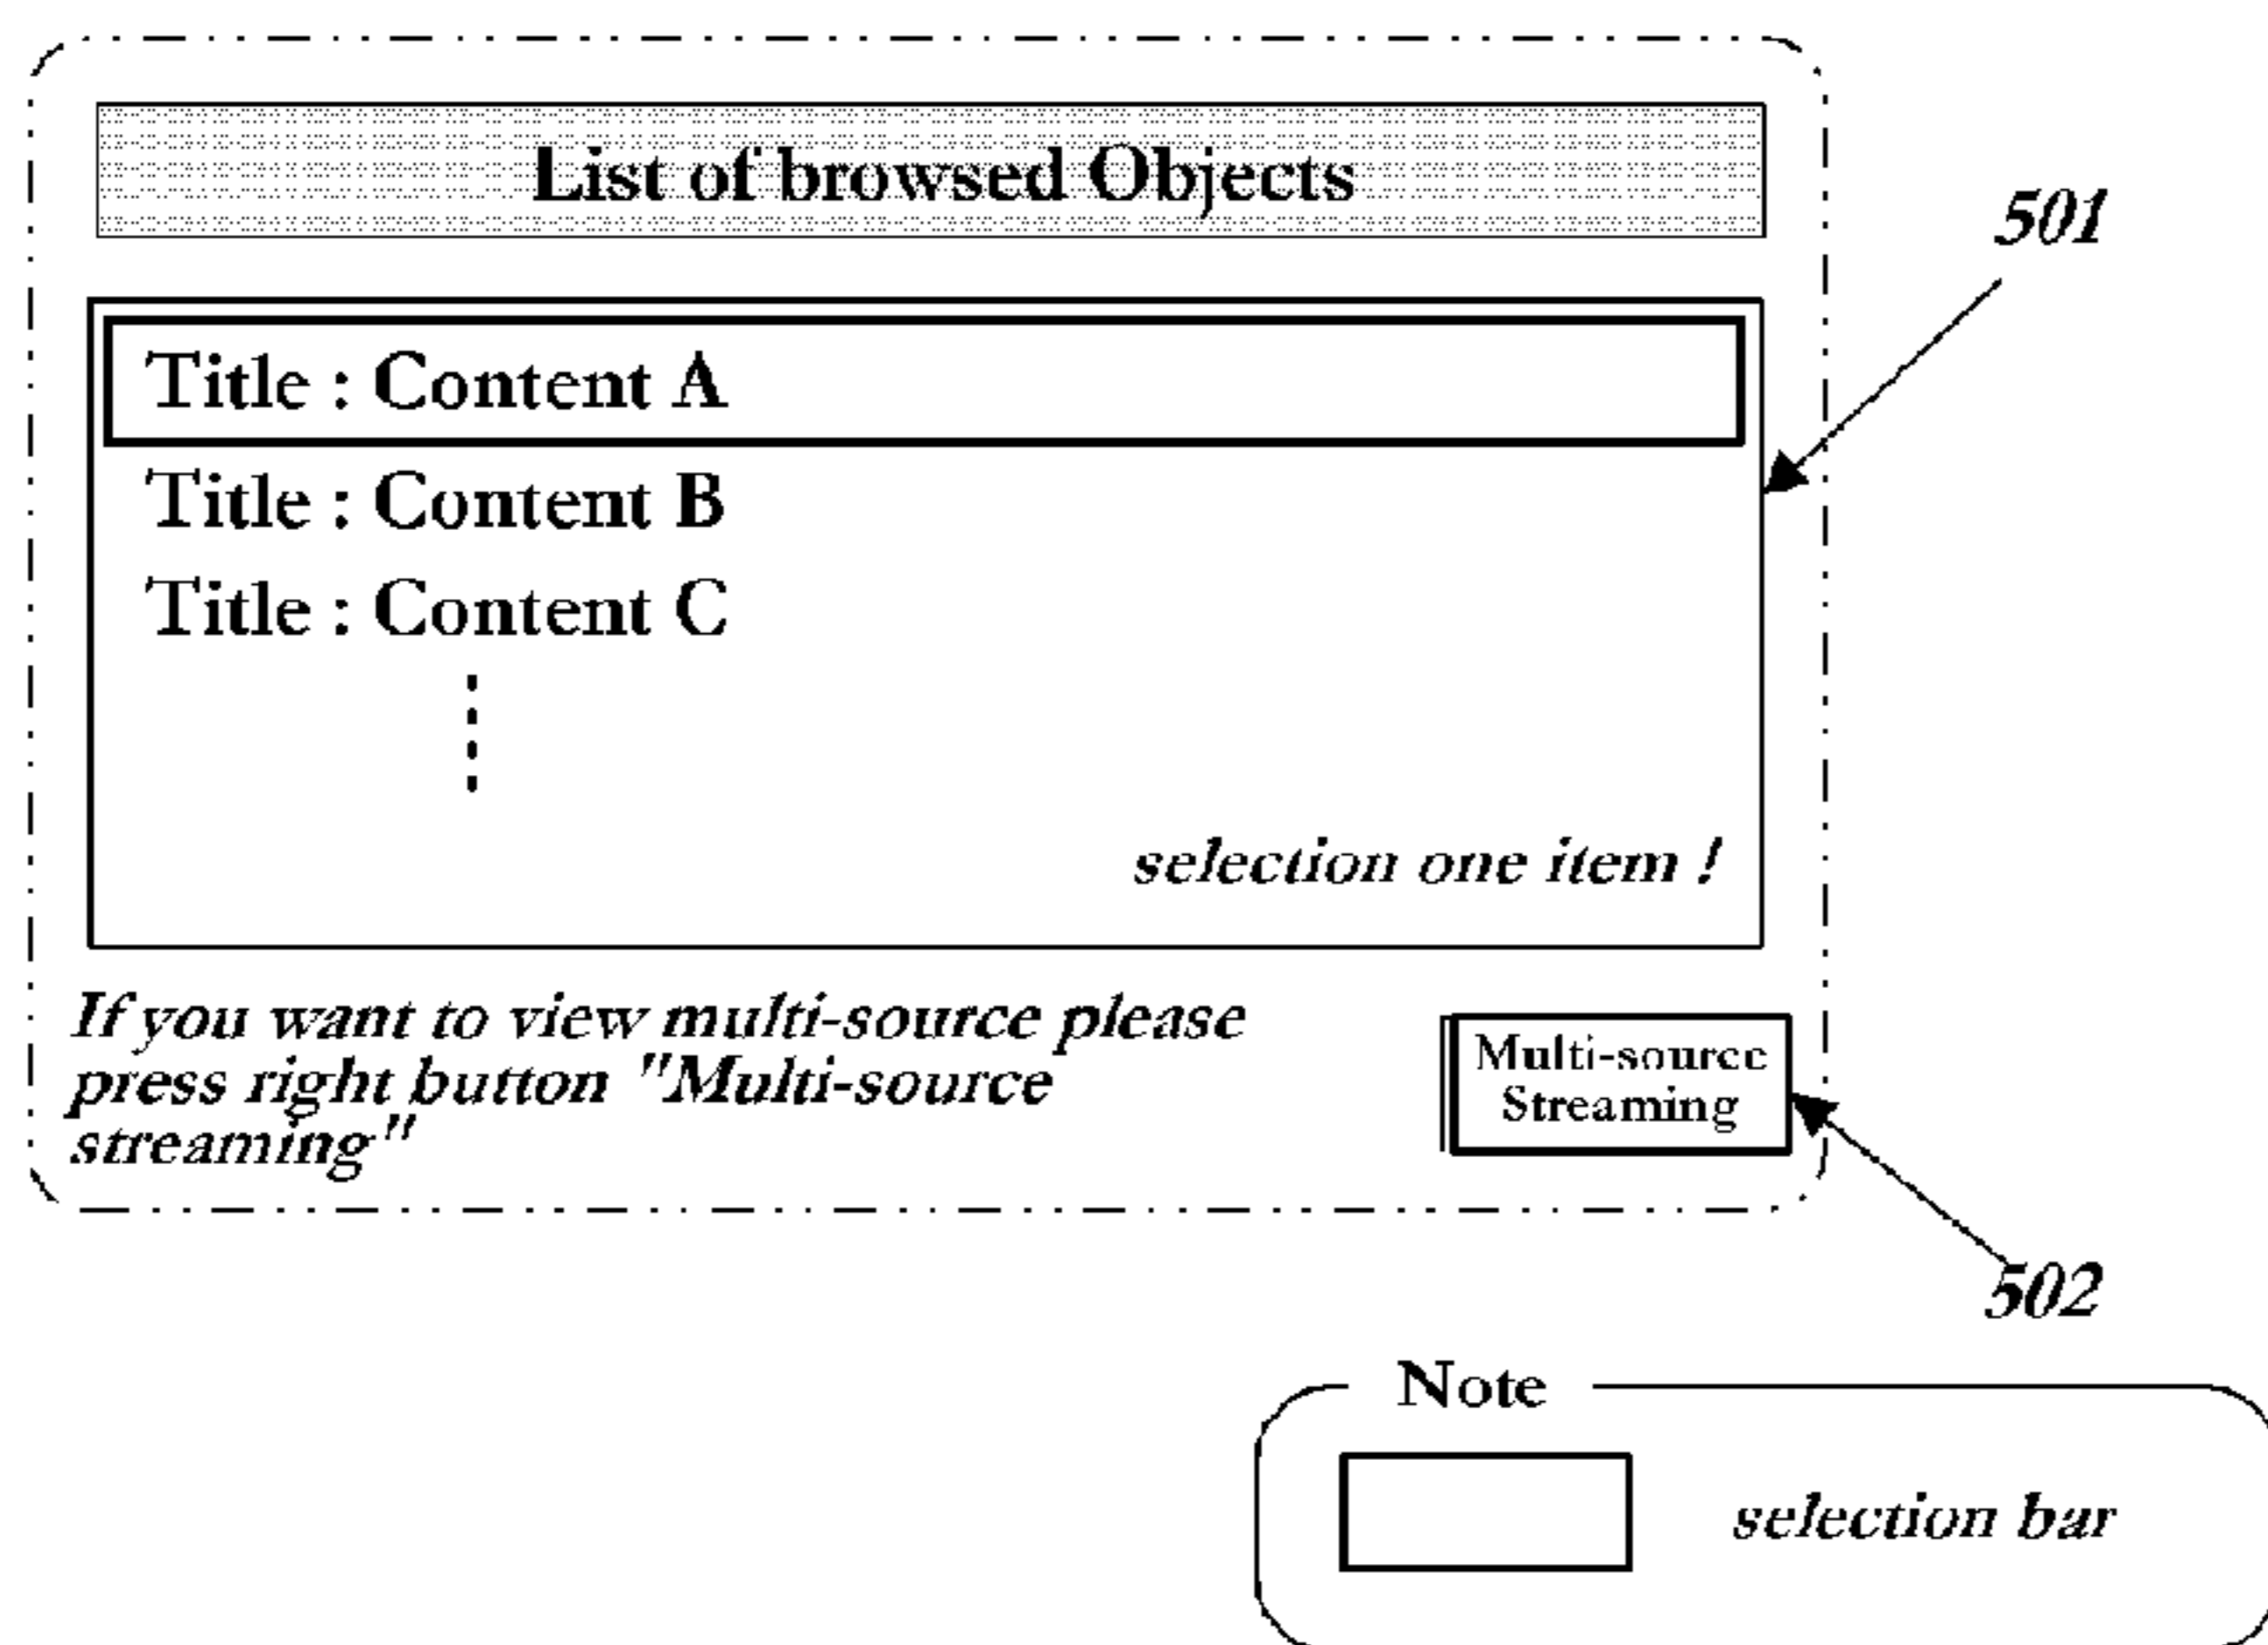 List of browsed Objects
501
Title : Content A
Title : Content B
Title : Content C
selection one item !
If you want to view multi-source please
press right button "Multi-source
streaming"
Multi-source
Streaming
502
Note
selection bar